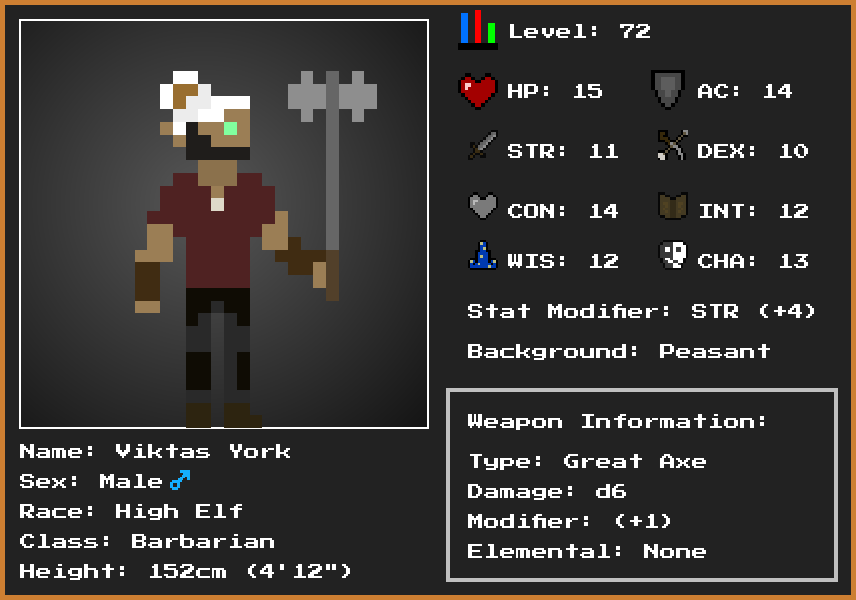 Level: 72
HP: 15
AC: 14
STR: 11
DEX: 10
CON: 14
INT: 12
WIS: 12
CHA: 13
Stat Modifier: STR (+4)
Background: Peasant
Weapon Information:
Type: Great Axe
Damage: d6
Modifier: (+1)
Elemental: None
Name: Viktas York
Sex: Male♂
Race: High Elf
Class: Barbarian
Height: 152cm (4'12")